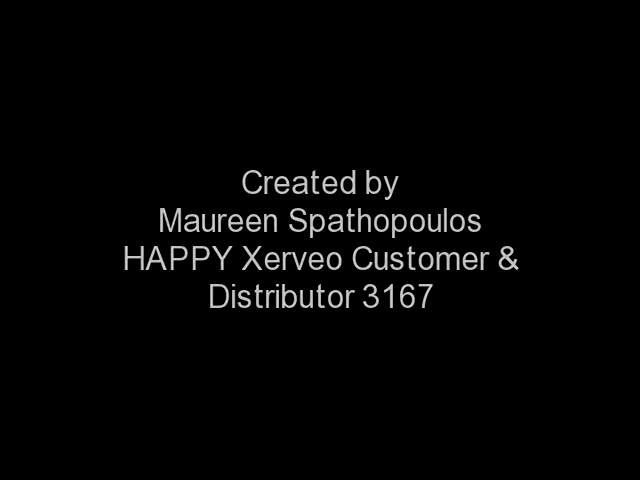 Created by
Maureen Spathopoulos
HAPPY Xerveo Customer &
Distributor 3167